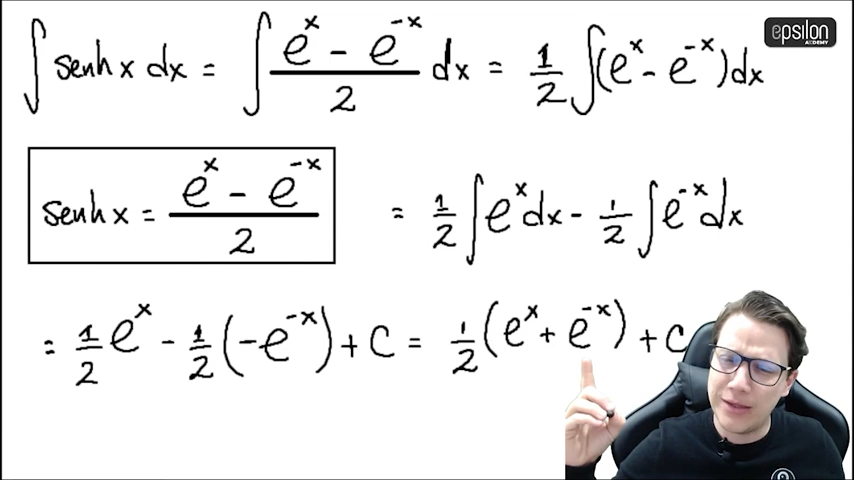 epsilon
ACADEMY
∫ senh x dx = ∫ (e^x - e^-x)/2 dx = 1/2 ∫(e^x - e^-x)dx
senh x = (e^x - e^-x)/2
= 1/2 ∫ e^x dx - 1/2 ∫ e^-x dx
= 1/2 e^x - 1/2 (-e^-x) + C = 1/2 (e^x + e^-x) + C